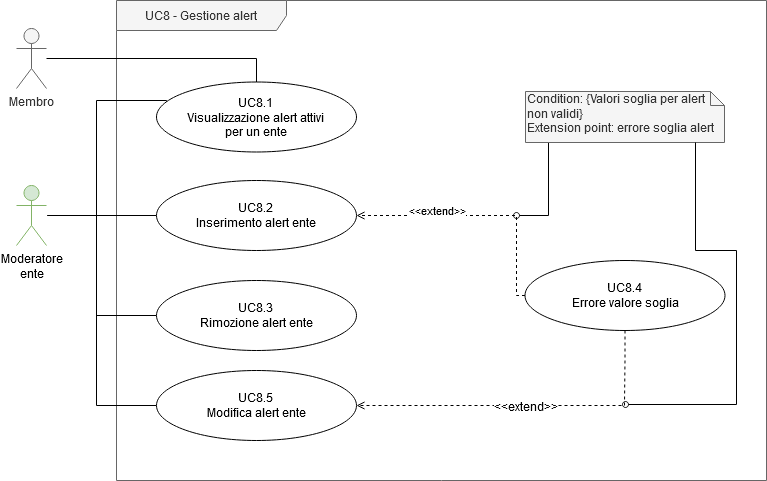 UC8 - Gestione alert
Membro
UC8.1
Visualizzazione alert attivi
per un ente
Condition: {Valori soglia per alert
non validi}
Extension point: errore soglia alert
Moderatore
ente
UC8.2
Inserimento alert ente
<<extend>>
UC8.4
Errore valore soglia
UC8.3
Rimozione alert ente
UC8.5
Modifica alert ente
<<extend>>